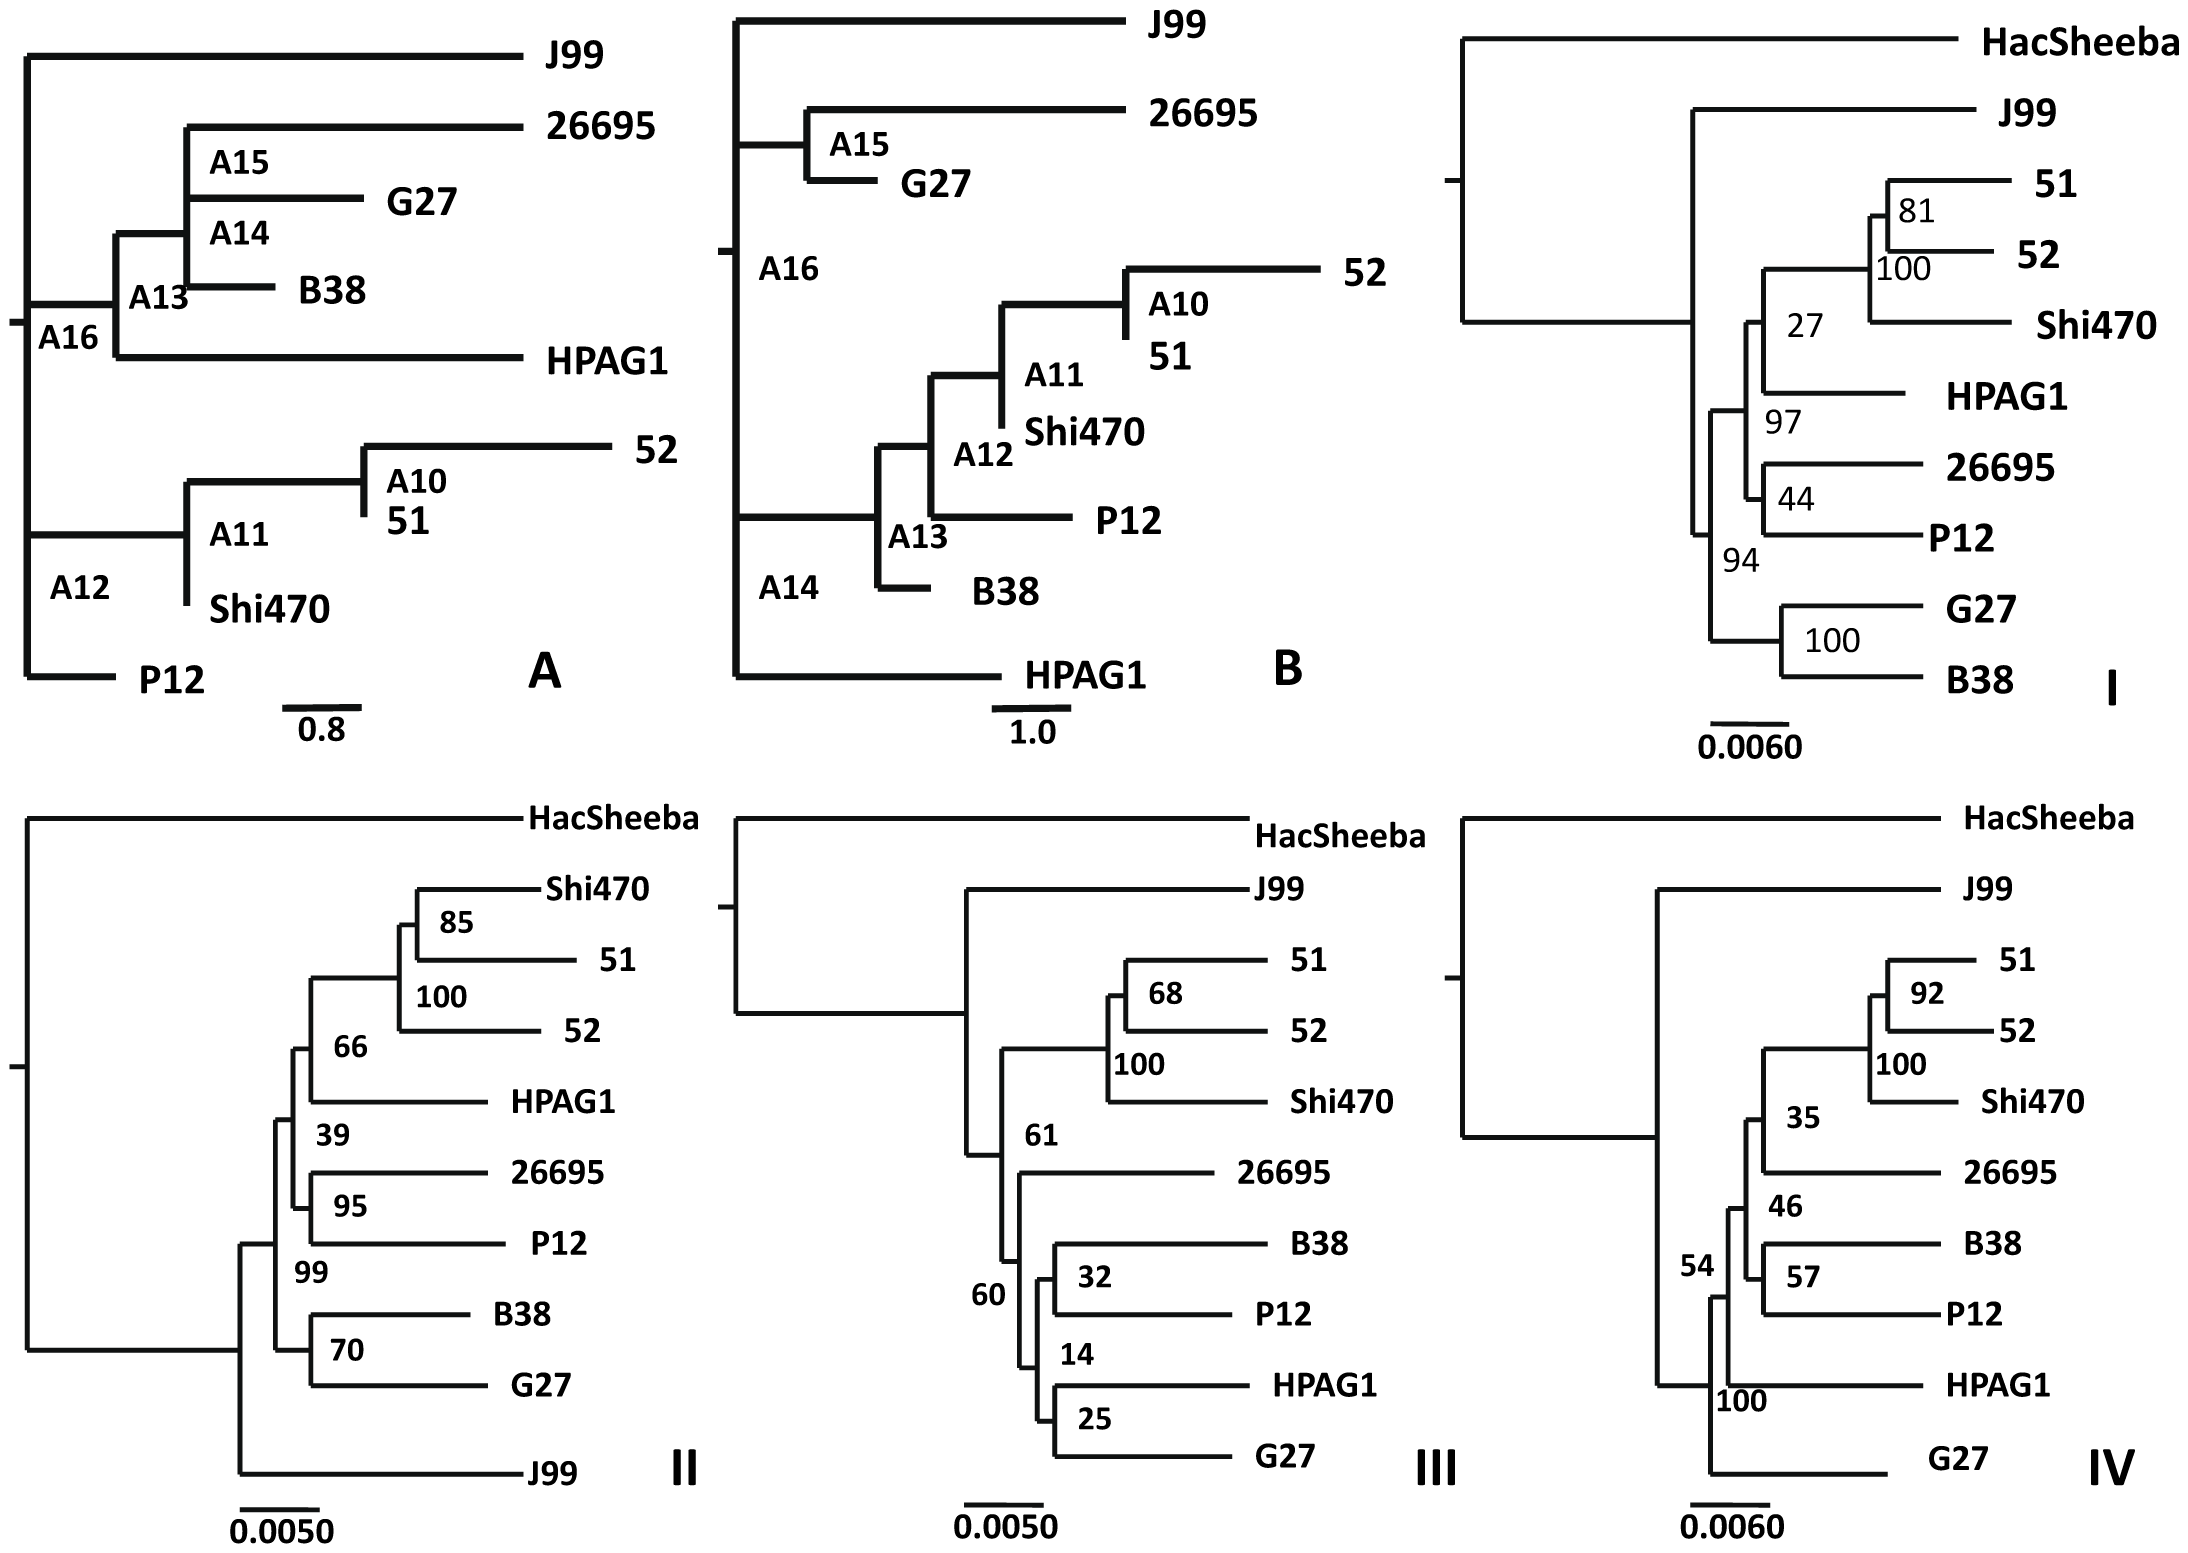 J99
26695
A15
G27
A14
B38
A13
A16
HPAG1
52
A10
51
A11
A12
Shi470
P12
A
0.8
J99
26695
A15
G27
A16
52
A10
51
A11
Shi470
A12
P12
A13
A14
B38
HPAG1
B
1.0
HacSheeba
J99
51
81
52
100
27
Shi470
HPAG1
97
26695
44
P12
94
G27
100
B38
I
0.0060
HacSheeba
Shi470
85
51
100
52
66
HPAG1
39
26695
95
P12
99
B38
70
G27
J99
II
0.0050
HacSheeba
J99
51
68
52
100
Shi470
61
26695
B38
32
60
P12
14
HPAG1
25
G27
III
0.0050
HacSheeba
J99
51
92
52
100
Shi470
35
26695
46
B38
54
57
P12
HPAG1
100
G27
IV
0.0060